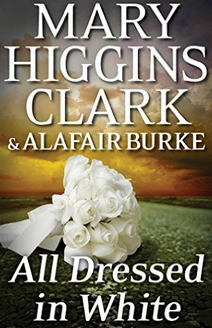 MARY
HIGGINS
CLARK
& ALAFAIR BURKE
All Dressed
in White